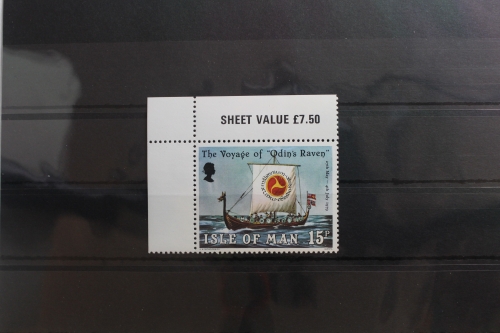 SHEET VALUE £7.50
The Voyage of "Odin's Raven"
ISLE OF MAN 15P